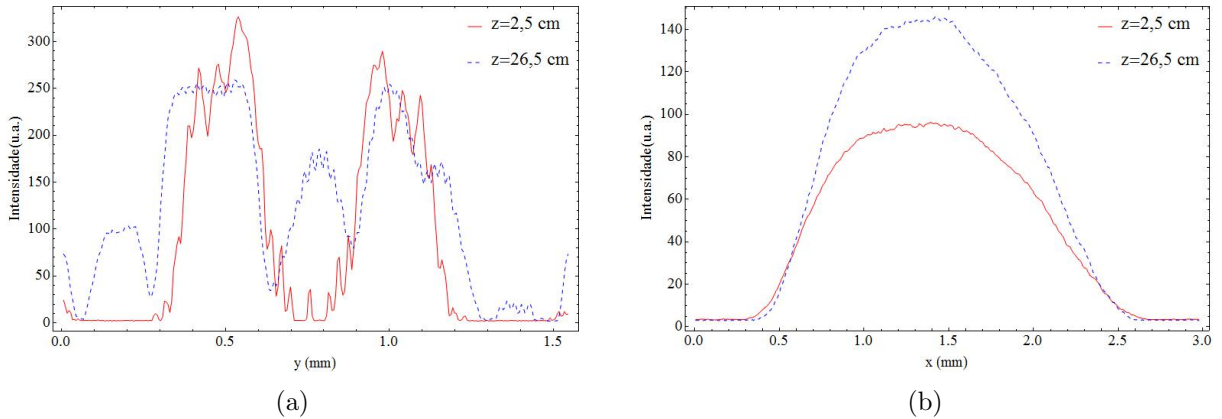 z=2,5 cm
z=26,5 cm
Intensidade(u.a.)
300
250
200
150
100
50
0
0.0 0.5 1.0 1.5
y (mm)
(a)
z=2,5 cm
z=26,5 cm
Intensidade(u.a.)
140
120
100
80
60
40
20
0
0.0 0.5 1.0 1.5 2.0 2.5 3.0
x (mm)
(b)